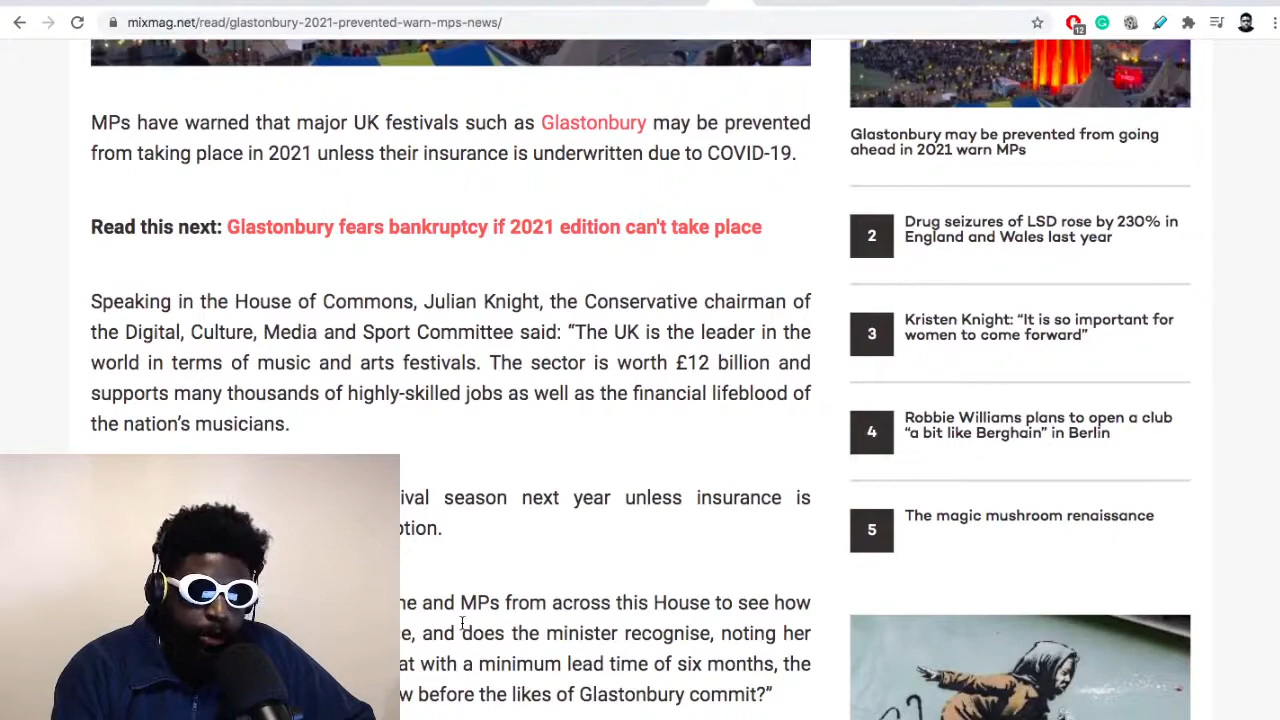 mixmag.net/read/glastonbury-2021-prevented-warn-mps-news/
12
MPs have warned that major UK festivals such as Glastonbury may be prevented
from taking place in 2021 unless their insurance is underwritten due to COVID-19.
Read this next: Glastonbury fears bankruptcy if 2021 edition can't take place
Speaking in the House of Commons, Julian Knight, the Conservative chairman of
the Digital, Culture, Media and Sport Committee said: “The UK is the leader in the
world in terms of music and arts festivals. The sector is worth £12 billion and
supports many thousands of highly-skilled jobs as well as the financial lifeblood of
the nation’s musicians.
season next year unless insurance is
and MPs from across this House to see how
and does the minister recognise, noting her
with a minimum lead time of six months, the
before the likes of Glastonbury commit?”
Glastonbury may be prevented from going
ahead in 2021 warn MPs
2
Drug seizures of LSD rose by 230% in
England and Wales last year
3
Kristen Knight: “It is so important for
women to come forward”
4
Robbie Williams plans to open a club
“a bit like Berghain” in Berlin
5
The magic mushroom renaissance